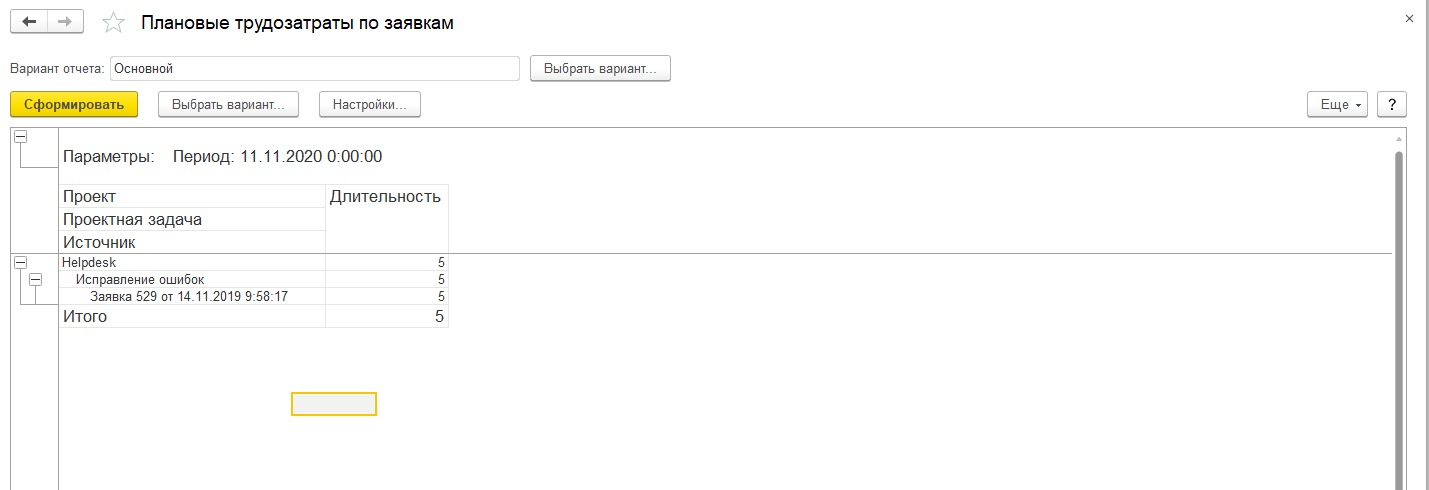 Плановые трудозатраты по заявкам
Вариант отчета: Основной Выбрать вариант...
Сформировать Выбрать вариант... Настройки... Еще ?
Параметры: Период: 11.11.2020 0:00:00
Проект Длительность
Проектная задача
Источник
Helpdesk 5
Исправление ошибок 5
Заявка 529 от 14.11.2019 9:58:17 5
Итого 5